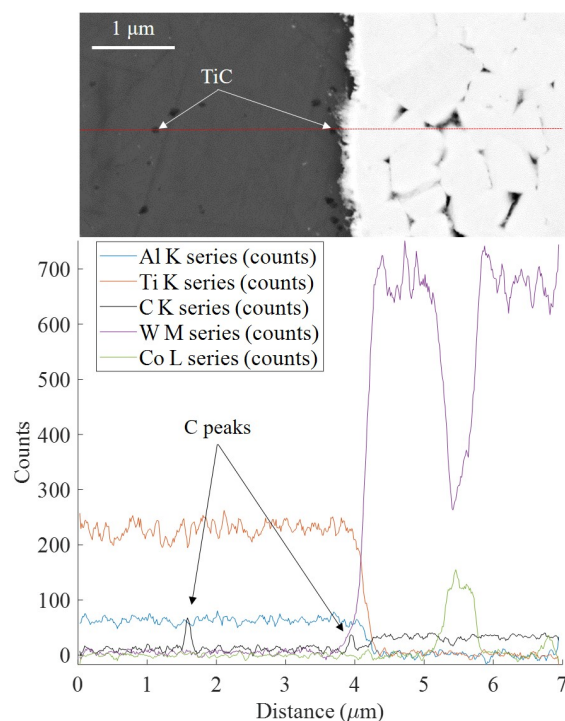 1 μm
TiC
Al K series (counts)
Ti K series (counts)
C K series (counts)
W M series (counts)
Co L series (counts)
C peaks
Counts
700
600
500
400
300
200
100
0
0 1 2 3 4 5 6 7
Distance (μm)